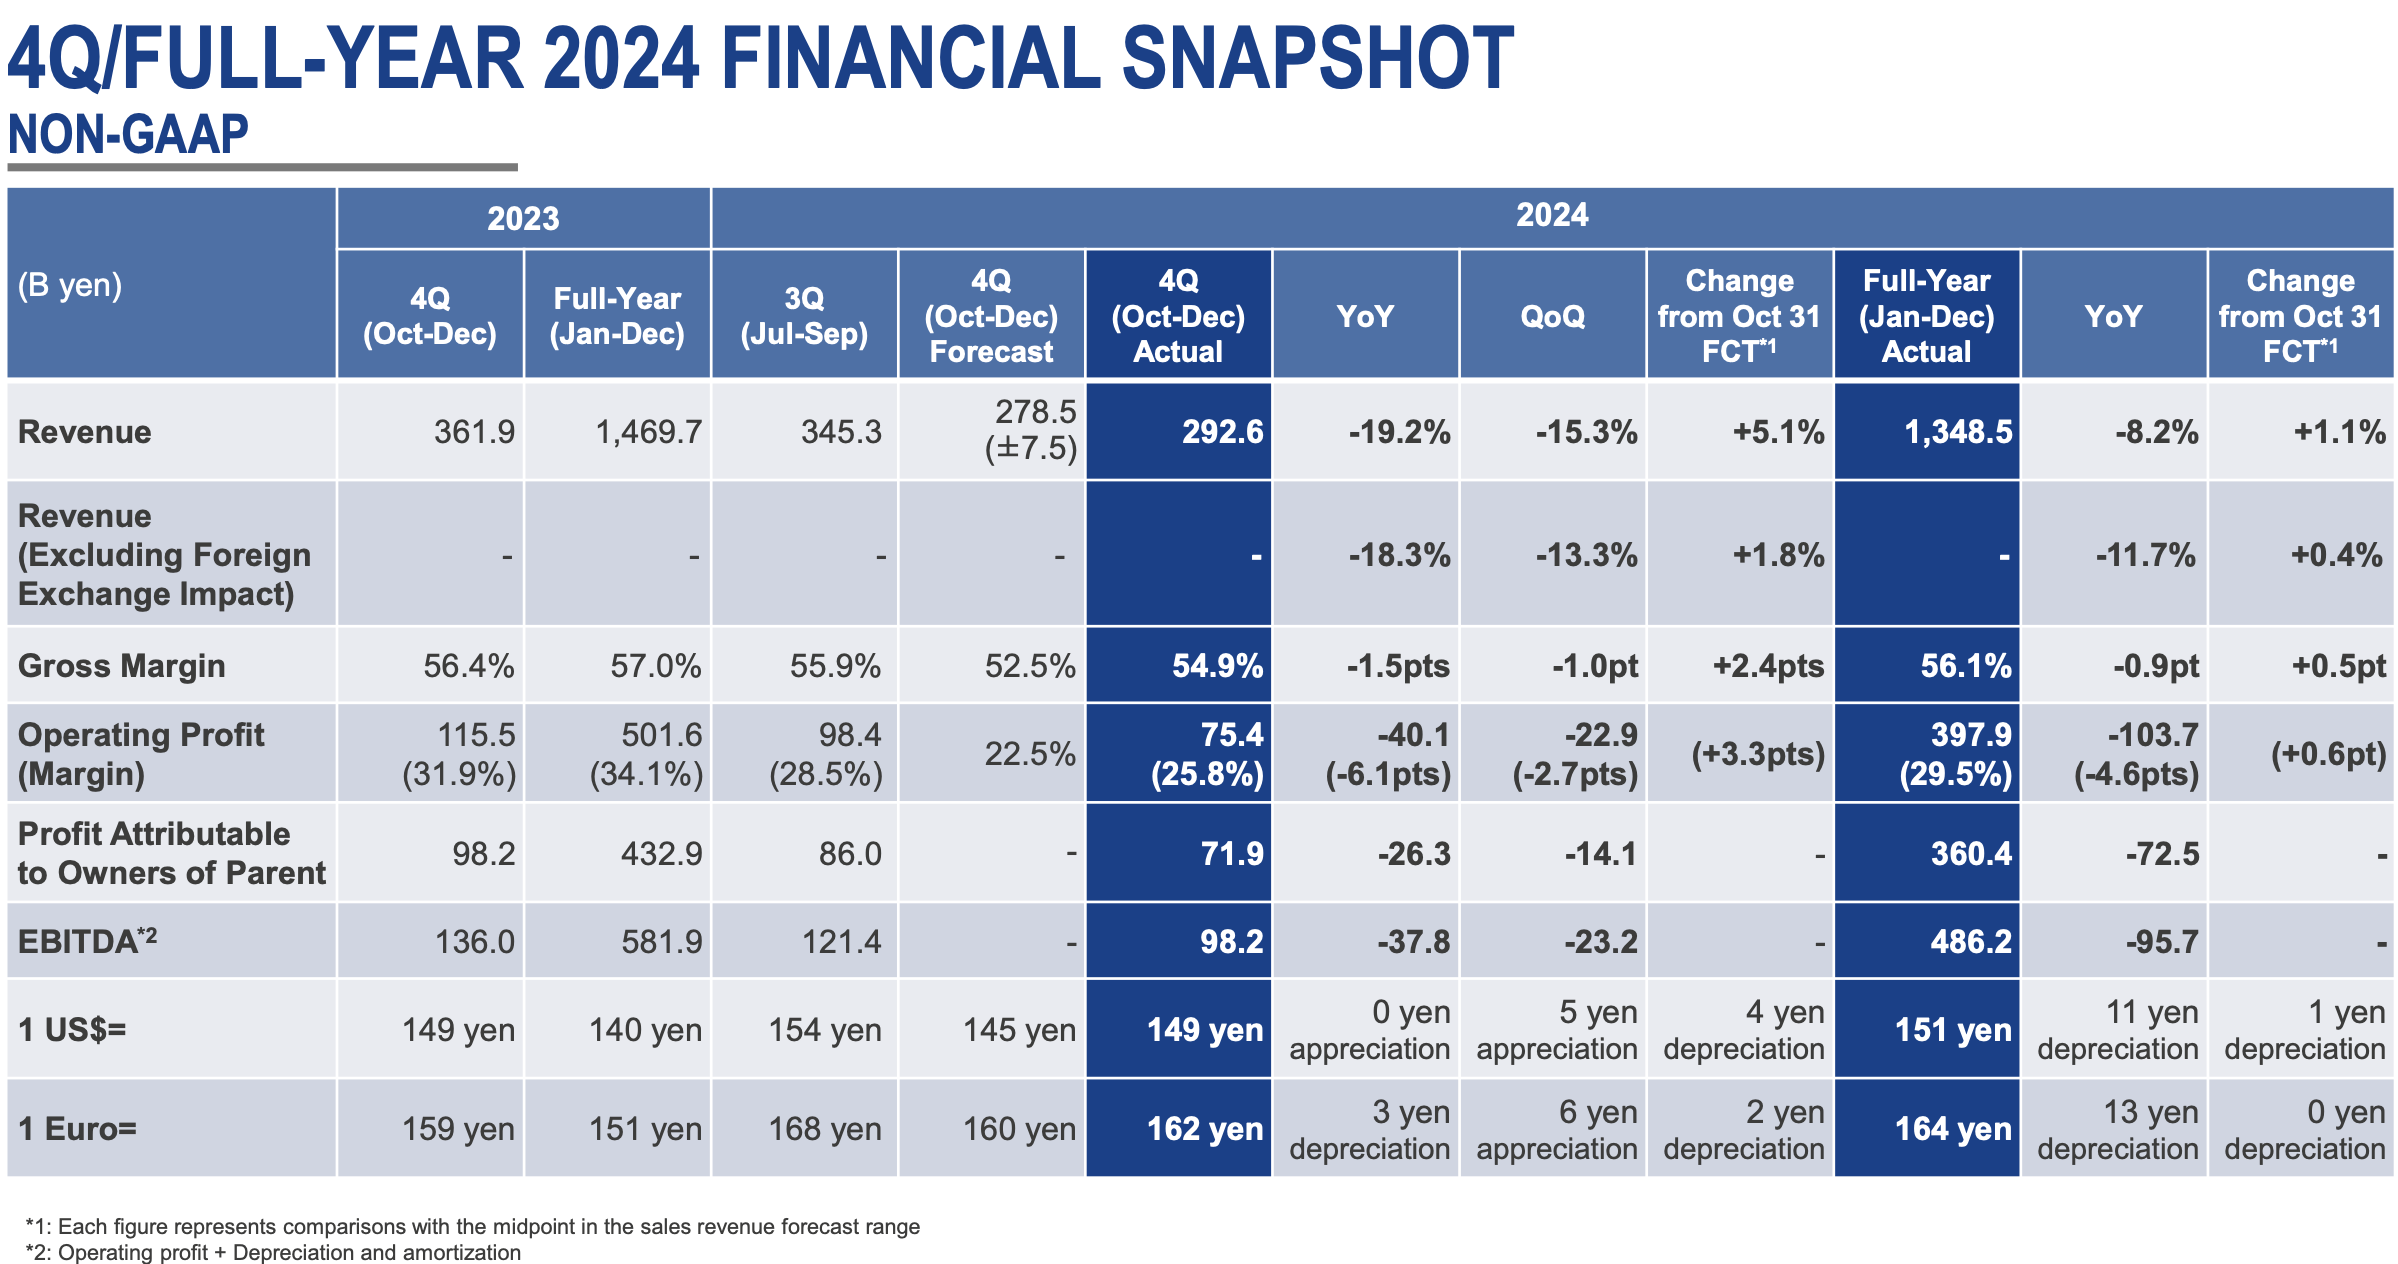 4Q/FULL-YEAR 2024 FINANCIAL SNAPSHOT
NON-GAAP
(B yen)
2023
2024
4Q
(Oct-Dec)
Full-Year
(Jan-Dec)
3Q
(Jul-Sep)
4Q
(Oct-Dec)
Forecast
4Q
(Oct-Dec)
Actual
YoY
QoQ
Change
from Oct 31
FCT*1
Full-Year
(Jan-Dec)
Actual
YoY
Change
from Oct 31
FCT*1
Revenue
361.9
1,469.7
345.3
278.5
(±7.5)
292.6
-19.2%
-15.3%
+5.1%
1,348.5
-8.2%
+1.1%
Revenue
(Excluding Foreign
Exchange Impact)
-
-
-
-
-
-18.3%
-13.3%
+1.8%
-
-11.7%
+0.4%
Gross Margin
56.4%
57.0%
55.9%
52.5%
54.9%
-1.5pts
-1.0pt
+2.4pts
56.1%
-0.9pt
+0.5pt
Operating Profit
(Margin)
115.5
(31.9%)
501.6
(34.1%)
98.4
(28.5%)
22.5%
75.4
(25.8%)
-40.1
(-6.1pts)
-22.9
(-2.7pts)
(+3.3pts)
397.9
(29.5%)
-103.7
(-4.6pts)
(+0.6pt)
Profit Attributable
to Owners of Parent
98.2
432.9
86.0
-
71.9
-26.3
-14.1
-
360.4
-72.5
-
EBITDA*2
136.0
581.9
121.4
-
98.2
-37.8
-23.2
-
486.2
-95.7
-
1 US$=
149 yen
140 yen
154 yen
145 yen
149 yen
0 yen
appreciation
5 yen
appreciation
4 yen
depreciation
151 yen
11 yen
depreciation
1 yen
depreciation
1 Euro=
159 yen
151 yen
168 yen
160 yen
162 yen
3 yen
depreciation
6 yen
appreciation
2 yen
depreciation
164 yen
13 yen
depreciation
0 yen
depreciation
*1: Each figure represents comparisons with the midpoint in the sales revenue forecast range
*2: Operating profit + Depreciation and amortization